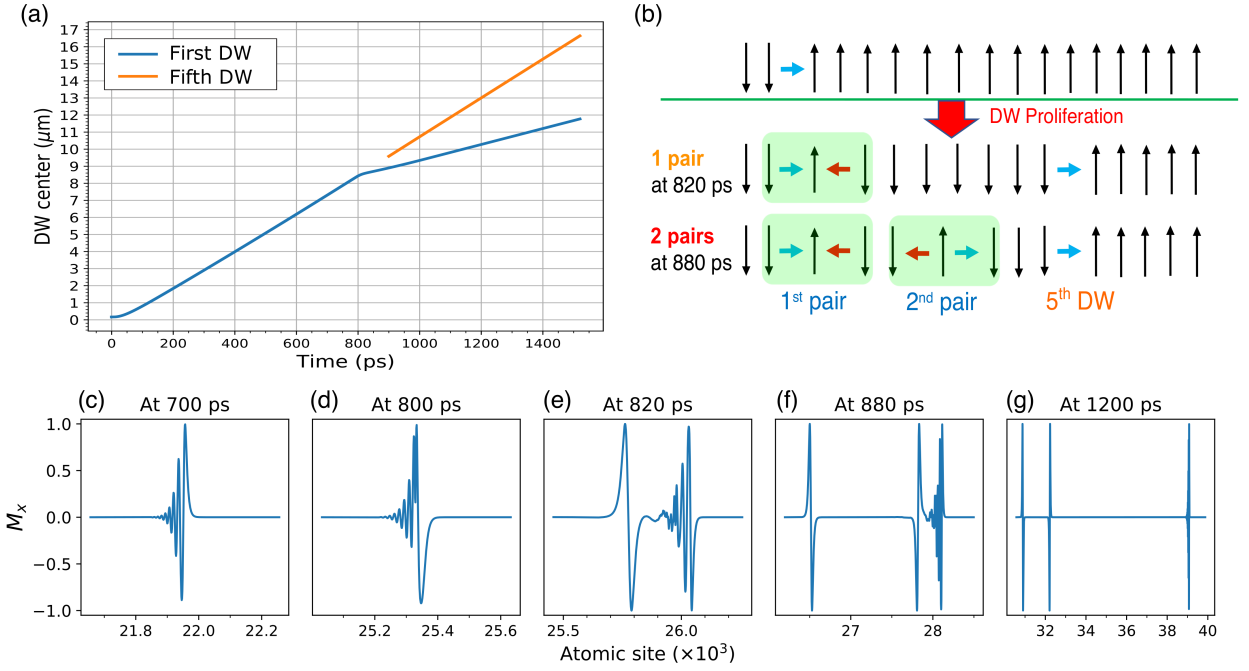 (a)
17
16
15
14
13
12
11
10
9
8
7
6
5
4
3
2
1
0
DW center (μm)
First DW
Fifth DW
0 200 400 600 800 1000 1200 1400
Time (ps)
(b)
DW Proliferation
1 pair
at 820 ps
2 pairs
at 880 ps
1st pair 2nd pair 5th DW
(c) At 700 ps
(d) At 800 ps
(e) At 820 ps
(f) At 880 ps
(g) At 1200 ps
1.0
0.5
0.0
−0.5
−1.0
Mx
21.8 22.0 22.2
25.2 25.4 25.6
25.5 26.0
27 28
32 34 36 38 40
Atomic site (×10³)